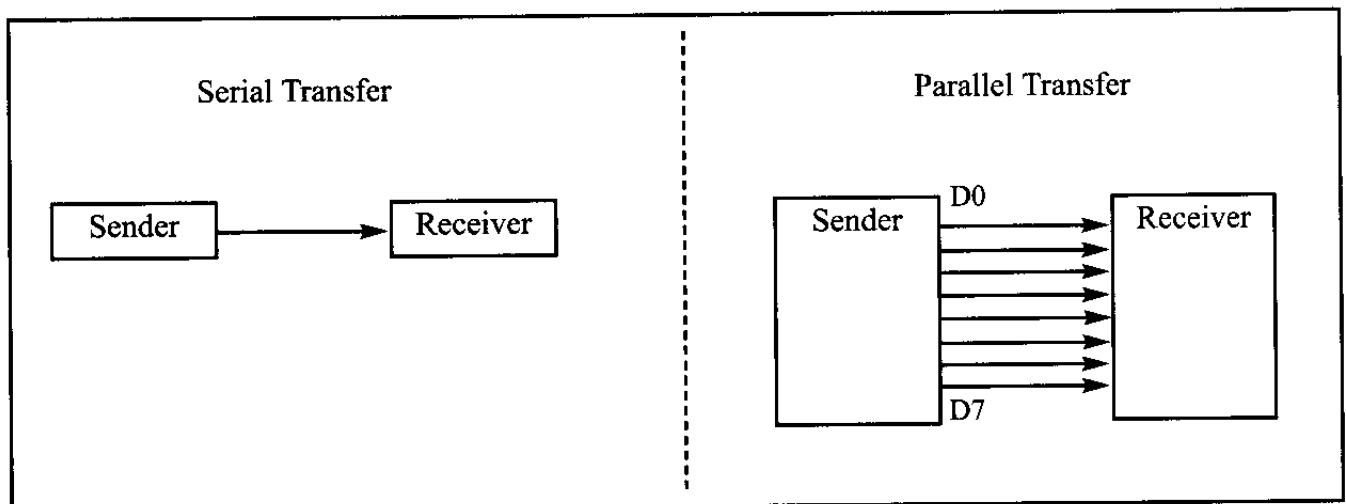 Serial Transfer
Sender
Receiver
Parallel Transfer
D0
Sender
Receiver
D7